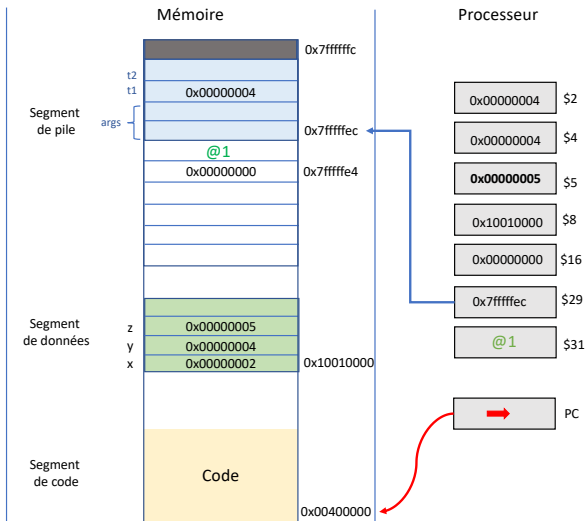 Mémoire
Processeur
0x7ffffffc
t2
t1
0x00000004
0x00000004
$2
Segment
de pile
args
0x7fffffec
0x00000004
$4
@1
0x00000000
0x7fffffe4
0x00000005
$5
0x10010000
$8
0x00000000
$16
0x7fffffec
$29
Segment
de données
z
0x00000005
y
0x00000004
x
0x00000002
0x10010000
@1
$31
PC
Segment
de code
Code
0x00400000